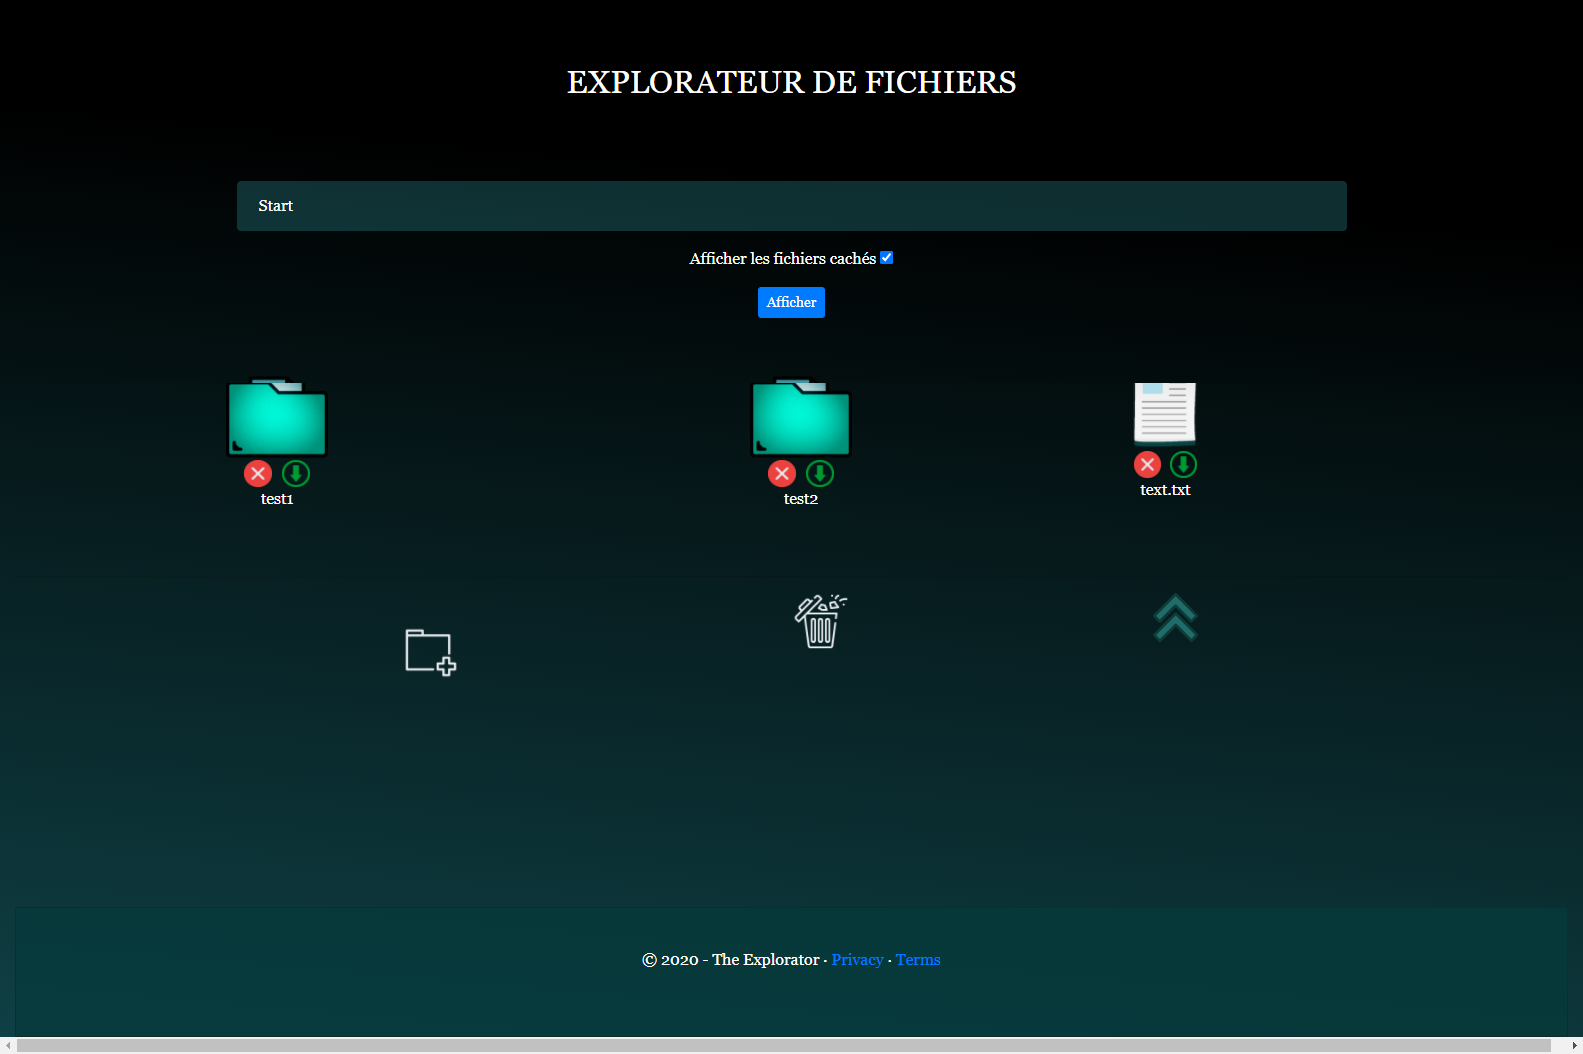 EXPLORATEUR DE FICHIERS
Start
Afficher les fichiers cachés
Afficher
test1
test2
text.txt
© 2020 - The Explorator · Privacy · Terms